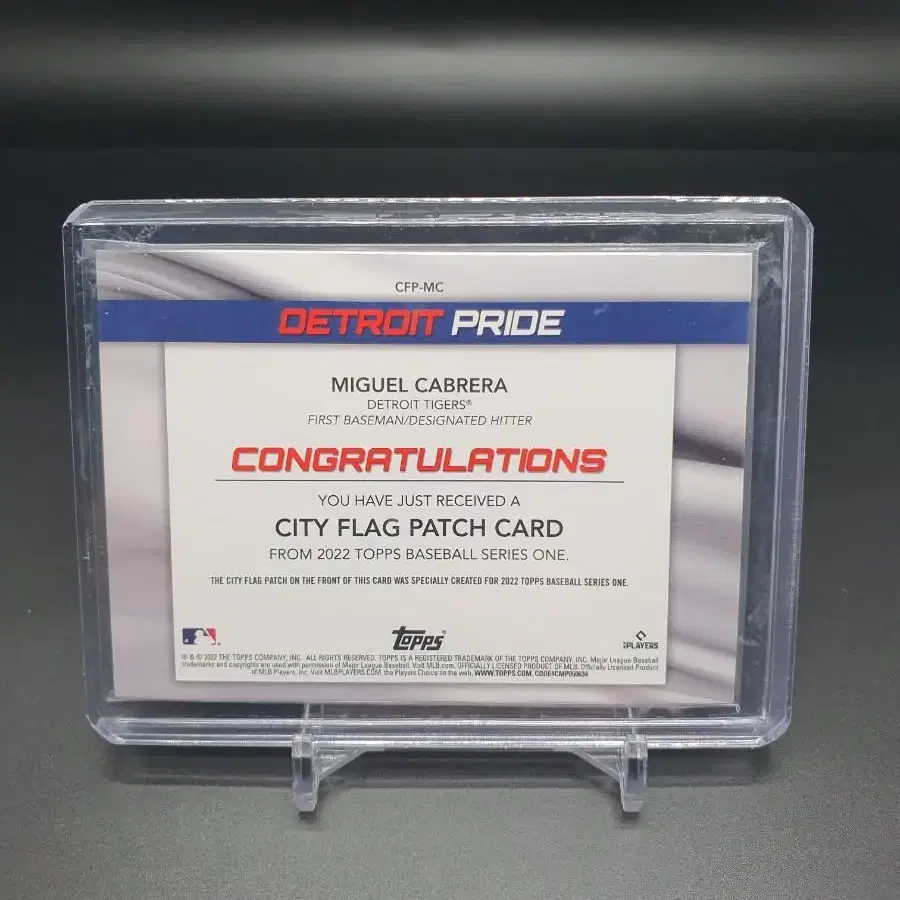 CFP-MC
DETROIT PRIDE
MIGUEL CABRERA
DETROIT TIGERS®
FIRST BASEMAN/DESIGNATED HITTER
CONGRATULATIONS
YOU HAVE JUST RECEIVED A
CITY FLAG PATCH CARD
FROM 2022 TOPPS BASEBALL SERIES ONE.
THE CITY FLAG PATCH ON THE FRONT OF THIS CARD WAS SPECIALLY CREATED FOR 2022 TOPPS BASEBALL SERIES ONE.
topps®
PLAYERS
® & © 2022 THE TOPPS COMPANY, INC. ALL RIGHTS RESERVED. TOPPS IS A REGISTERED TRADEMARK OF THE TOPPS COMPANY, INC. Major League Baseball
trademarks and copyrights are used with permission of Major League Baseball. Visit MLB.com. OFFICIALLY LICENSED PRODUCT OF MLB. Officially Licensed Product
of MLB Players, Inc. Visit MLBPLAYERS.COM, the Players Choice on the web. WWW.TOPPS.COM. CODE#CMP050634